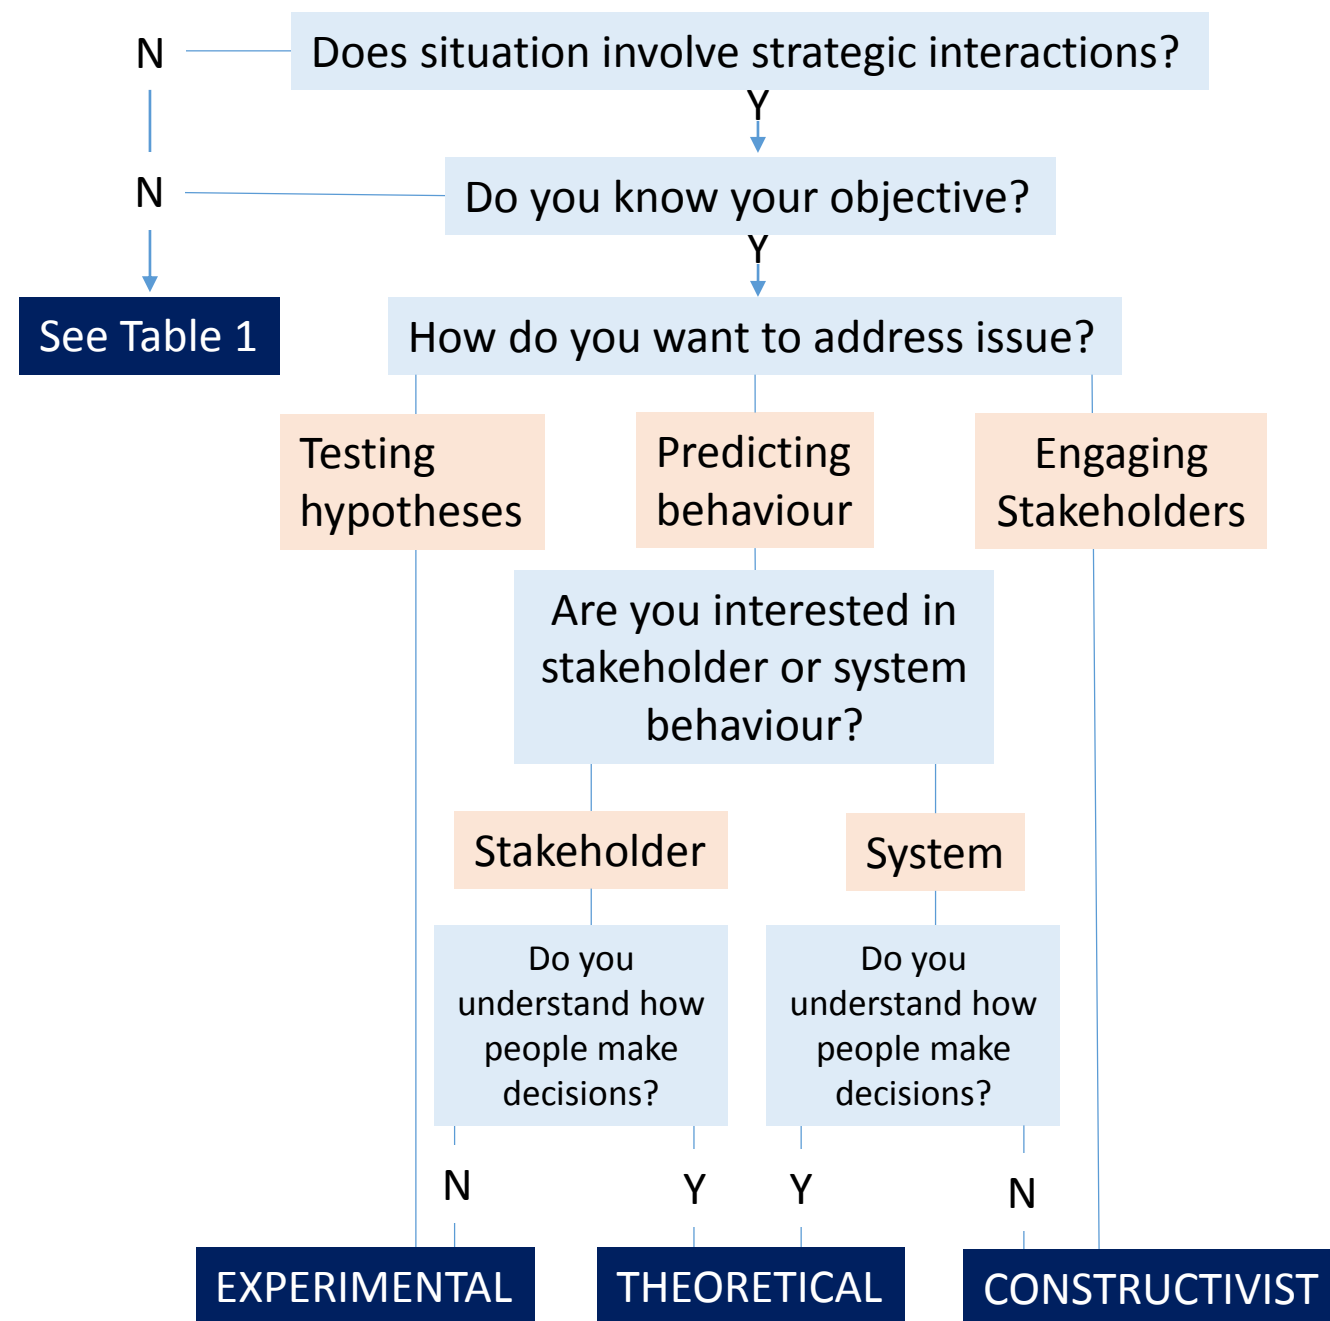 N
Does situation involve strategic interactions?
Y
N
Do you know your objective?
Y
See Table 1
How do you want to address issue?
Testing
hypotheses
Predicting
behaviour
Engaging
Stakeholders
Are you interested in
stakeholder or system
behaviour?
Stakeholder
System
Do you
understand how
people make
decisions?
Do you
understand how
people make
decisions?
N
Y
Y
N
EXPERIMENTAL
THEORETICAL
CONSTRUCTIVIST